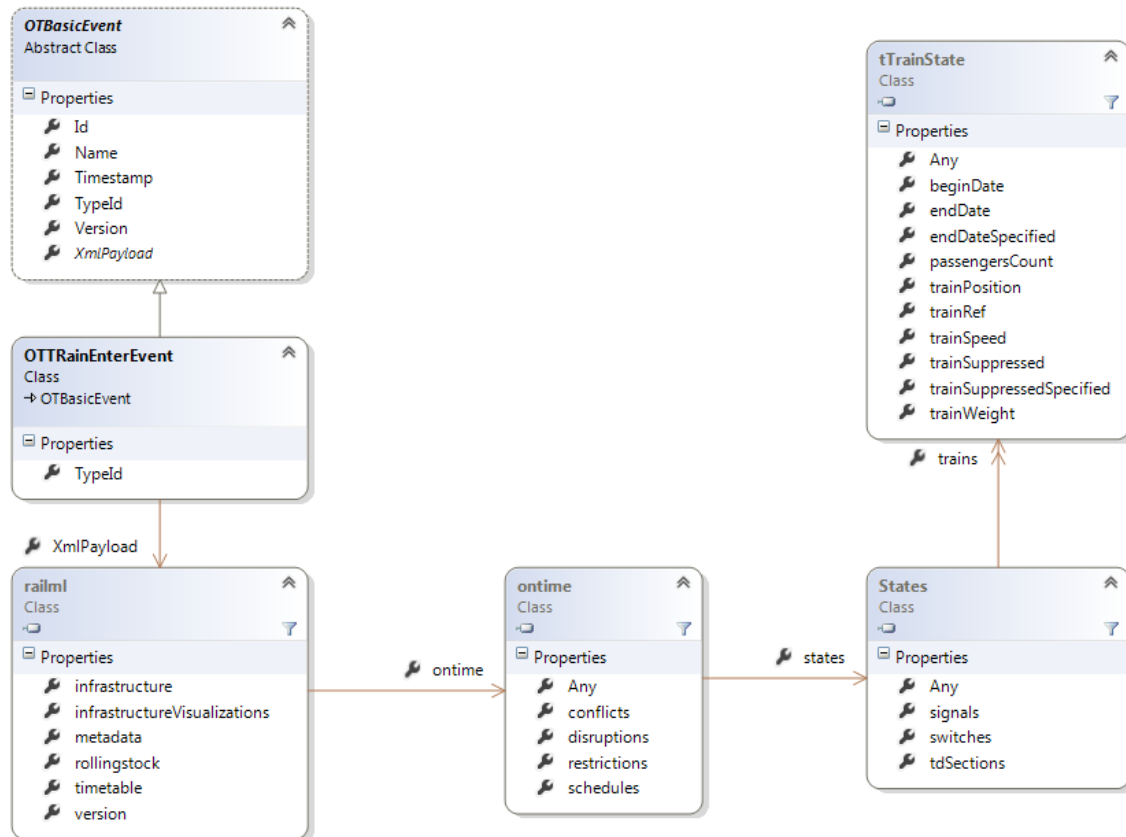 OTBasicEvent
Abstract Class
Properties
Id
Name
Timestamp
TypeId
Version
XmlPayload
OTTRainEnterEvent
Class
OTBasicEvent
Properties
TypeId
XmlPayload
railml
Class
Properties
infrastructure
infrastructureVisualizations
metadata
rollingstock
timetable
version
ontime
ontime
Class
Properties
Any
conflicts
disruptions
restrictions
schedules
states
States
Class
Properties
Any
signals
switches
tdSections
trains
tTrainState
Class
Properties
Any
beginDate
endDate
endDateSpecified
passengersCount
trainPosition
trainRef
trainSpeed
trainSuppressed
trainSuppressedSpecified
trainWeight